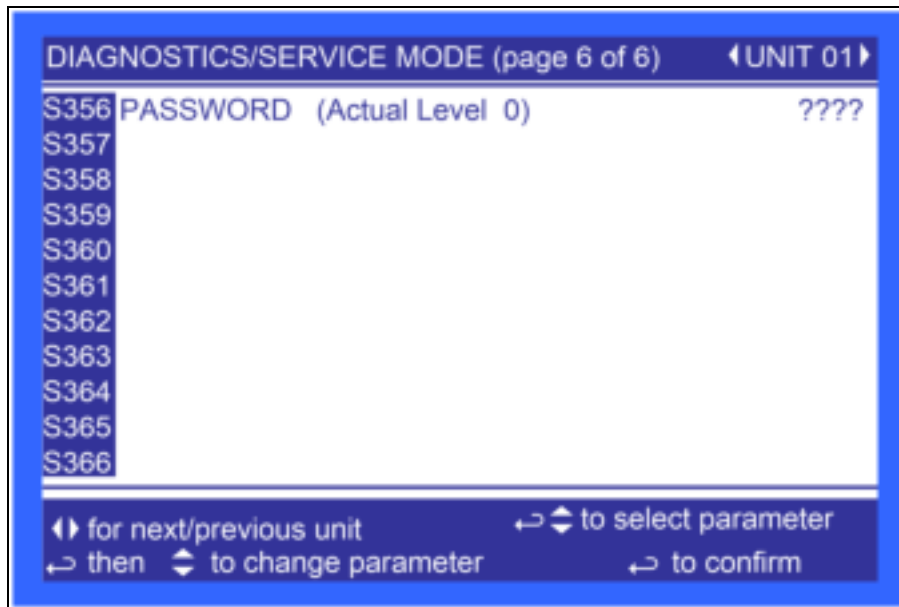 DIAGNOSTICS/SERVICE MODE (page 6 of 6) UNIT 01
S356 PASSWORD (Actual Level 0) ????
S357
S358
S359
S360
S361
S362
S363
S364
S365
S366
for next/previous unit to select parameter
then to change parameter to confirm